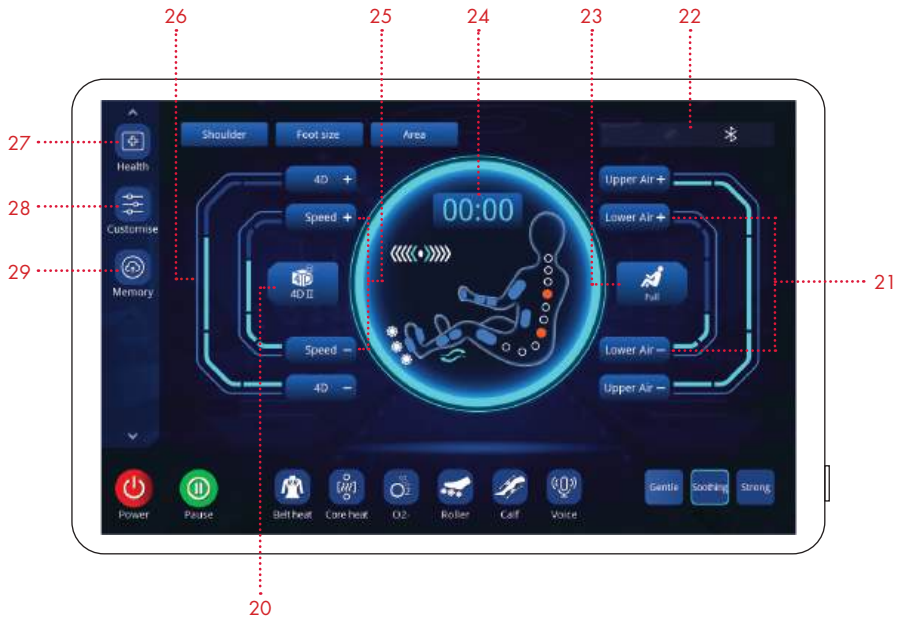 26 25 24 23 22
27
28
29
21
20
Shoulder Foot size Area
Health
Customise
Memory
4D +
Speed +
4D II
Speed −
4D −
00:00
Upper Air +
Lower Air +
Full
Lower Air −
Upper Air −
Power Pause Belt heat Core heat O2- Roller Calf Voice
Gentle Soothing Strong